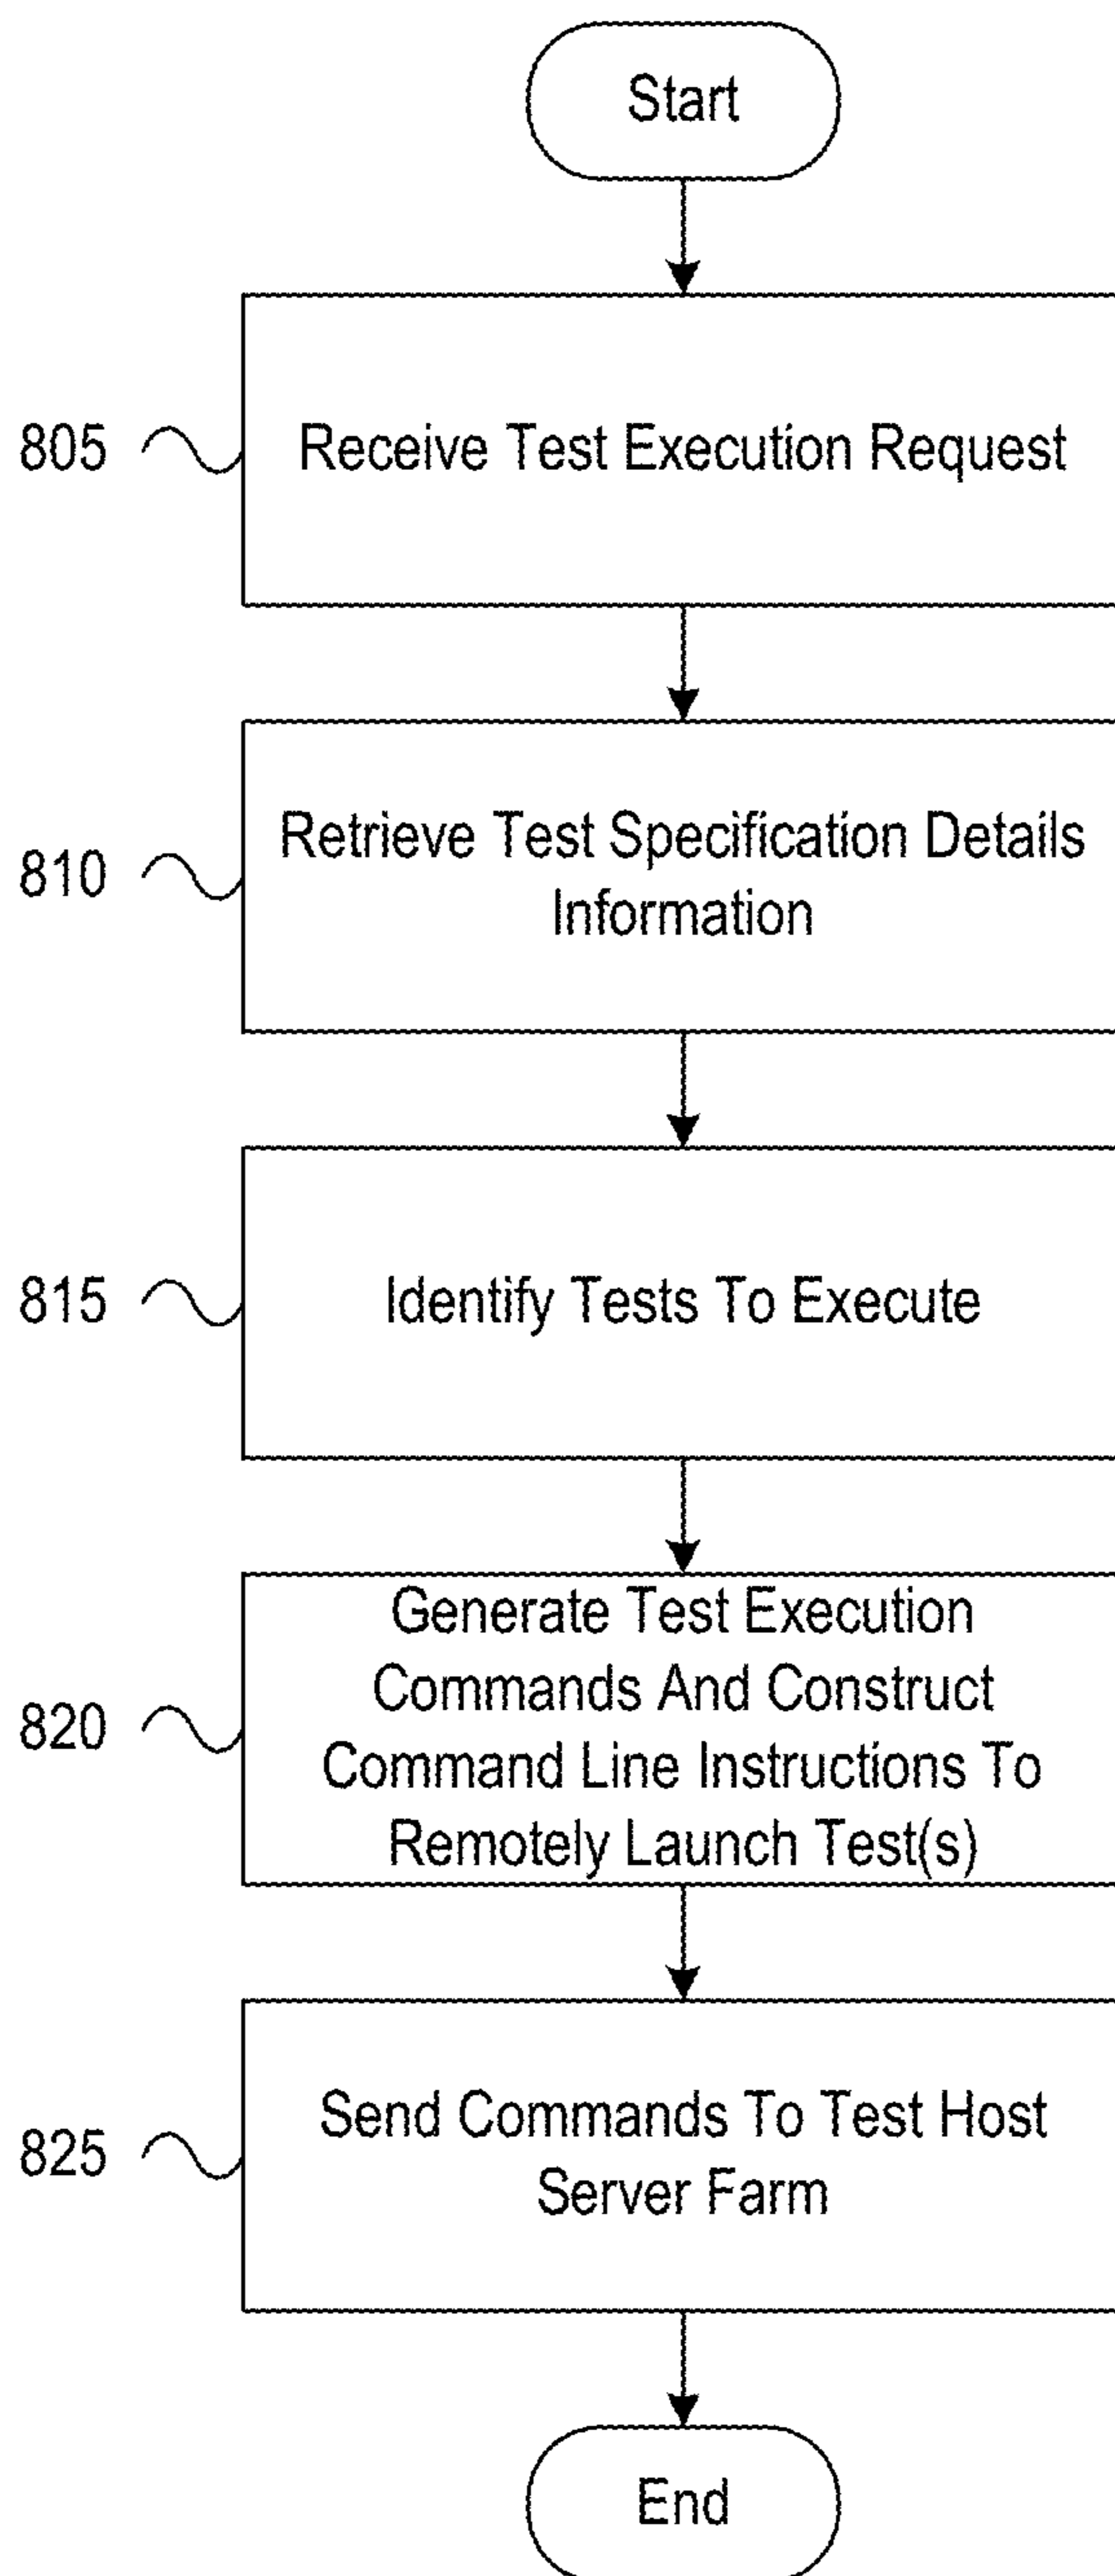 Start
805
Receive Test Execution Request
810
Retrieve Test Specification Details
Information
815
Identify Tests To Execute
820
Generate Test Execution
Commands And Construct
Command Line Instructions To
Remotely Launch Test(s)
825
Send Commands To Test Host
Server Farm
End